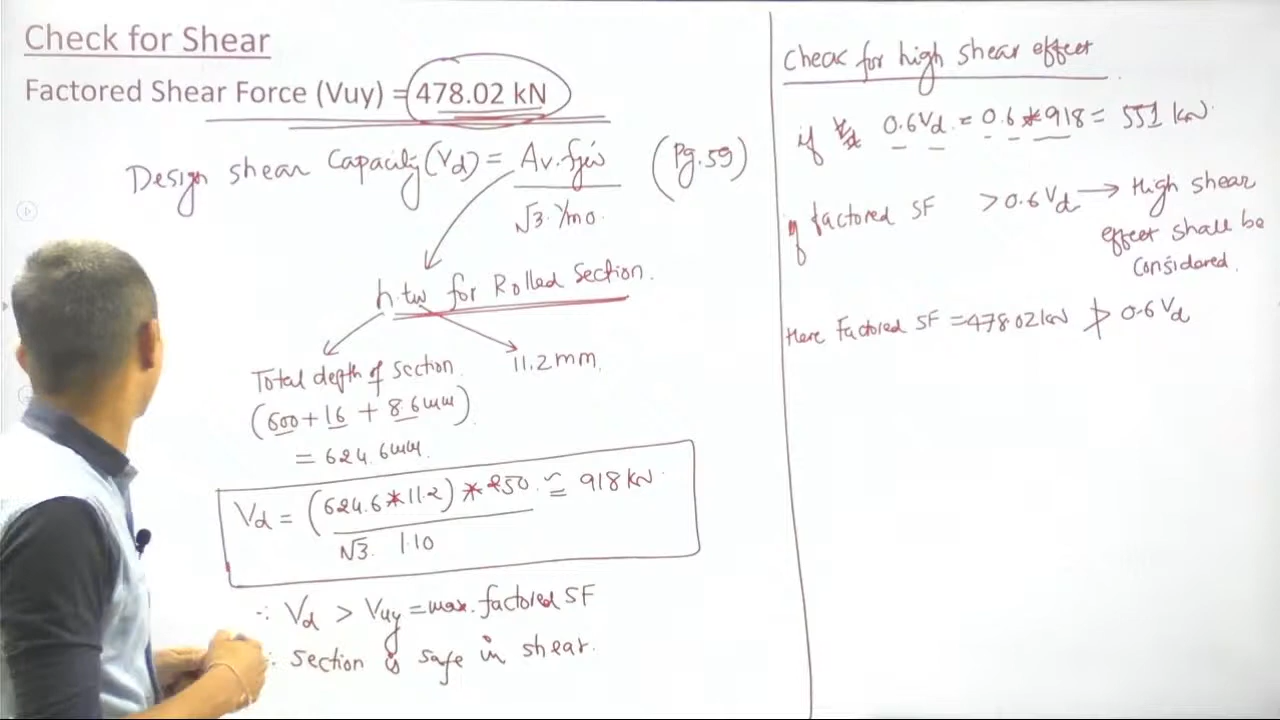 Check for Shear
Factored Shear Force (Vuy) = 478.02 kN
Design shear Capacity (Vd) = Av.fyw (Pg.59)
√3. γmo.
h.tw for Rolled Section.
Total depth of section 11.2mm.
(600+16 + 8.6mm)
= 624.6mm.
Vd = (624.6*11.2)*250. ≃ 918 kN.
√3. 1.10
∵ Vd > Vuy = max. factored SF
∴ section is safe in shear.
Check for high shear effect
if 0.6Vd = 0.6*918 = 551 kN.
if factored SF > 0.6Vd → High shear
effect shall be
Considered.
Here Factored SF = 478.02kN ≯ 0.6Vd